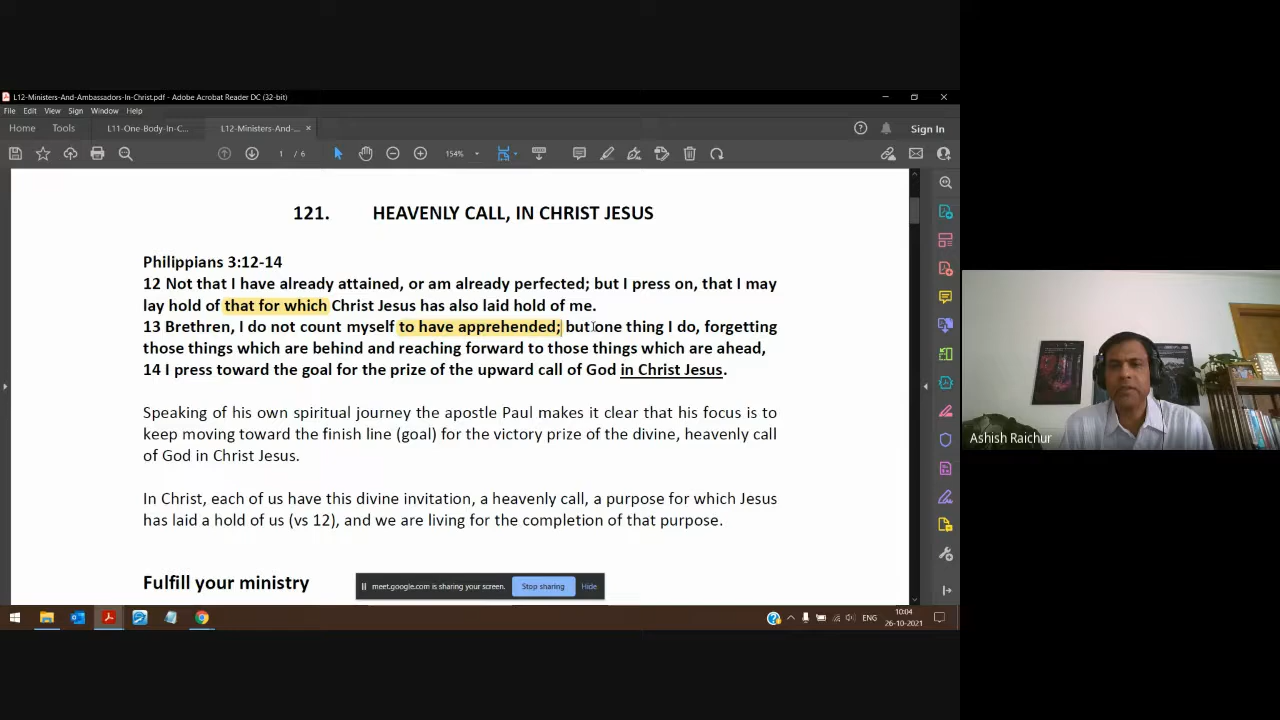 L12-Ministers-And-Ambassadors-In-Christ.pdf - Adobe Acrobat Reader DC (32-bit)
File Edit View Sign Window Help
Home Tools L11-One-Body-In-C... L12-Ministers-And-... × Sign In
1 / 6 154%
121. HEAVENLY CALL, IN CHRIST JESUS
Philippians 3:12-14
12 Not that I have already attained, or am already perfected; but I press on, that I may
lay hold of that for which Christ Jesus has also laid hold of me.
13 Brethren, I do not count myself to have apprehended; but one thing I do, forgetting
those things which are behind and reaching forward to those things which are ahead,
14 I press toward the goal for the prize of the upward call of God in Christ Jesus.
Speaking of his own spiritual journey the apostle Paul makes it clear that his focus is to
keep moving toward the finish line (goal) for the victory prize of the divine, heavenly call
of God in Christ Jesus.
In Christ, each of us have this divine invitation, a heavenly call, a purpose for which Jesus
has laid a hold of us (vs 12), and we are living for the completion of that purpose.
Fulfill your ministry
meet.google.com is sharing your screen. Stop sharing Hide
Ashish Raichur
ENG
10:04
26-10-2021